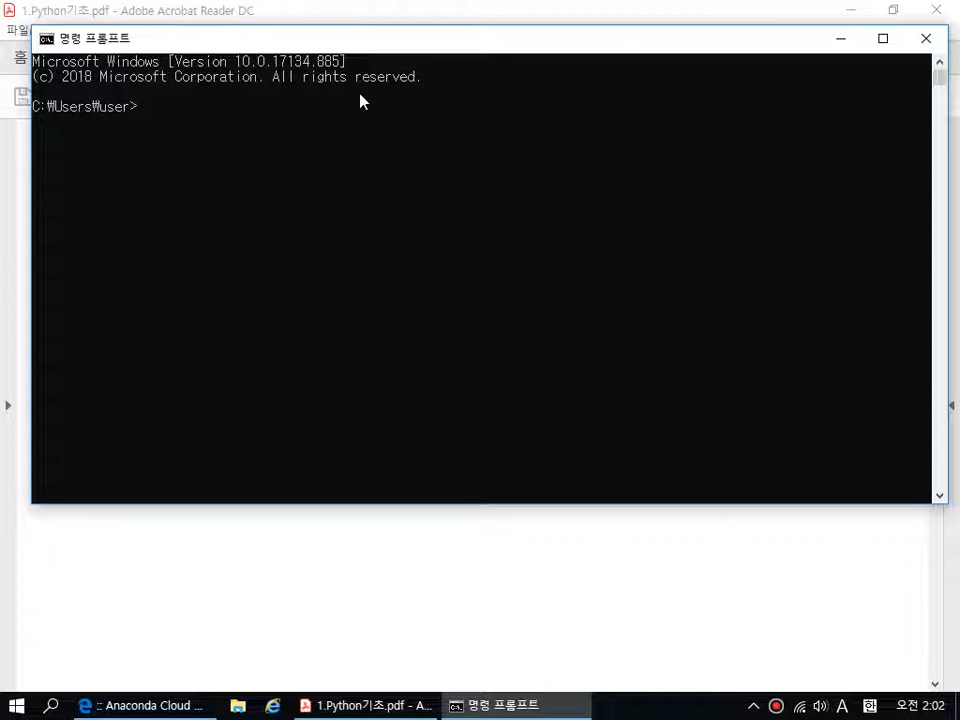 1.Python기초.pdf - Adobe Acrobat Reader DC
파일
홈
명령 프롬프트
Microsoft Windows [Version 10.0.17134.885]
(c) 2018 Microsoft Corporation. All rights reserved.
C:₩Users₩user>
:: Anaconda Cloud ...
1.Python기초.pdf - A...
명령 프롬프트
A
한
오전 2:02